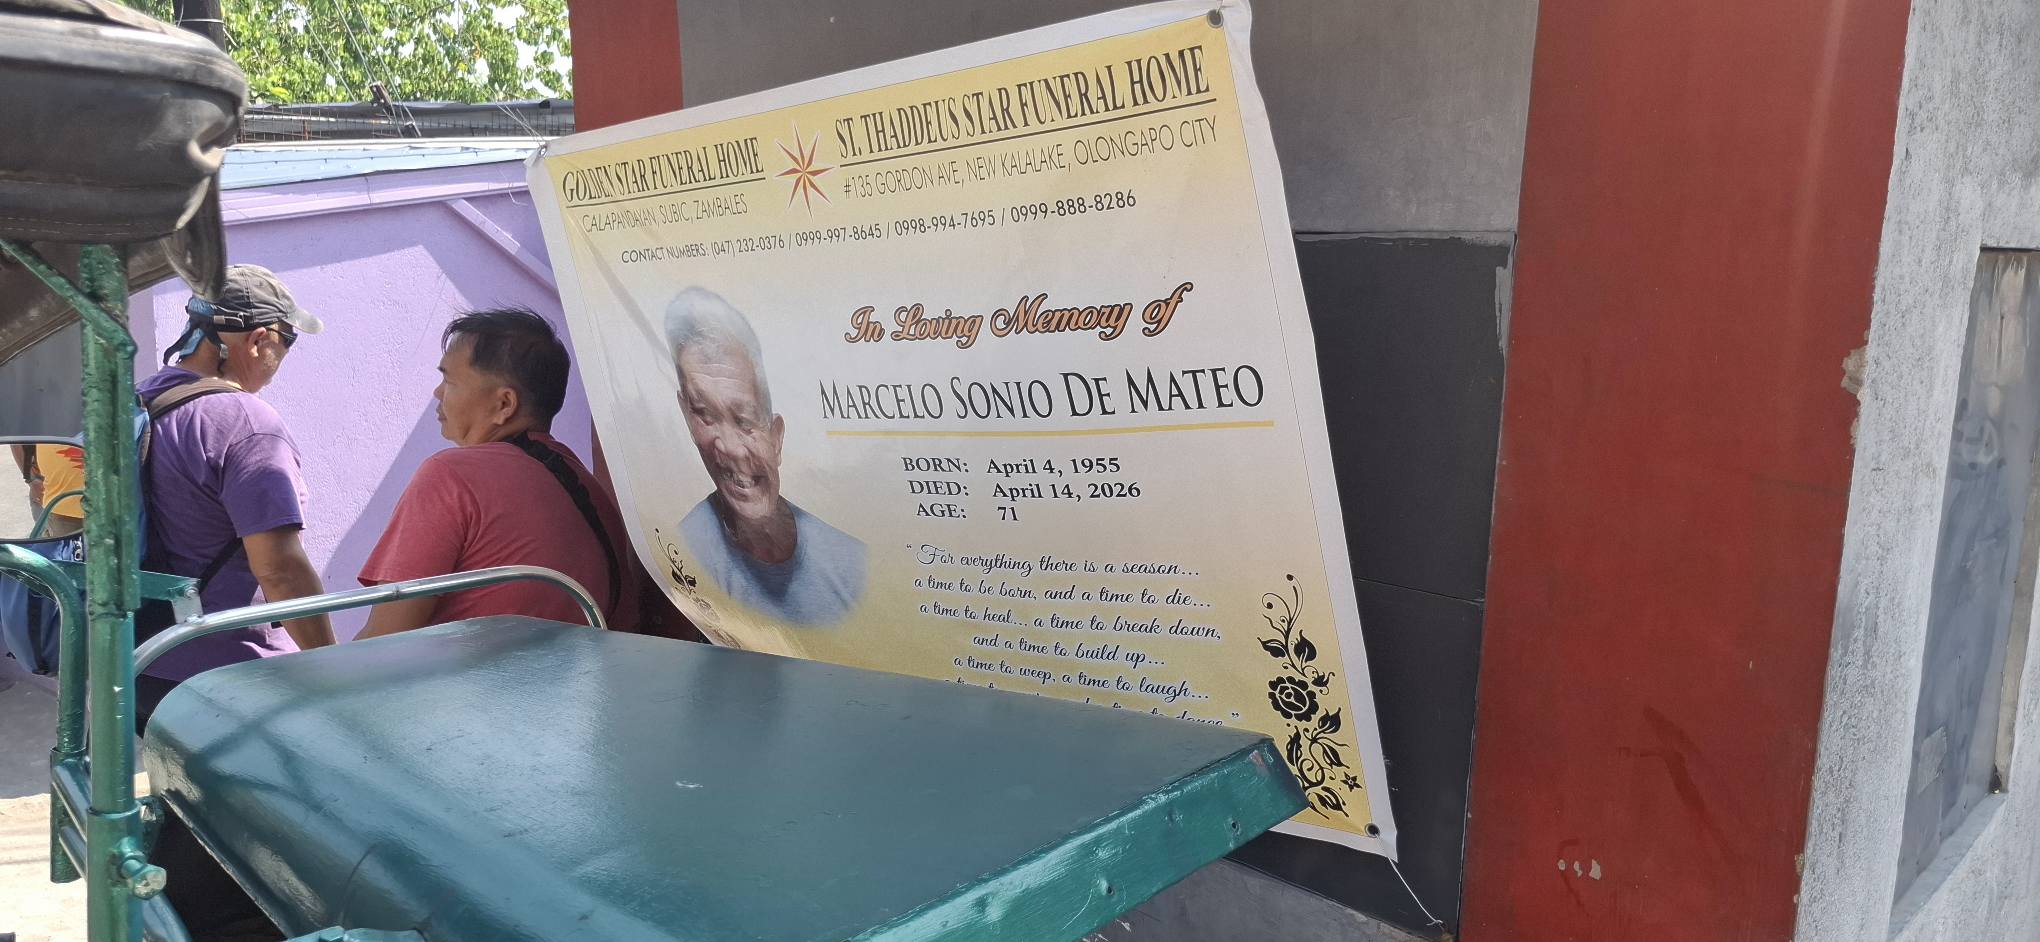 GOLDEN STAR FUNERAL HOME
CALAPANDAYAN, SUBIC, ZAMBALES
ST. THADDEUS STAR FUNERAL HOME
#135 GORDON AVE, NEW KALALAKE, OLONGAPO CITY
CONTACT NUMBERS: (047) 232-0376 / 0999-997-8645 / 0998-994-7695 / 0999-888-8286
In Loving Memory of
MARCELO SONIO DE MATEO
BORN: April 4, 1955
DIED: April 14, 2026
AGE: 71
“ For everything there is a season...
a time to be born, and a time to die...
a time to heal... a time to break down,
and a time to build up...
a time to weep, a time to laugh...
time to dance.”